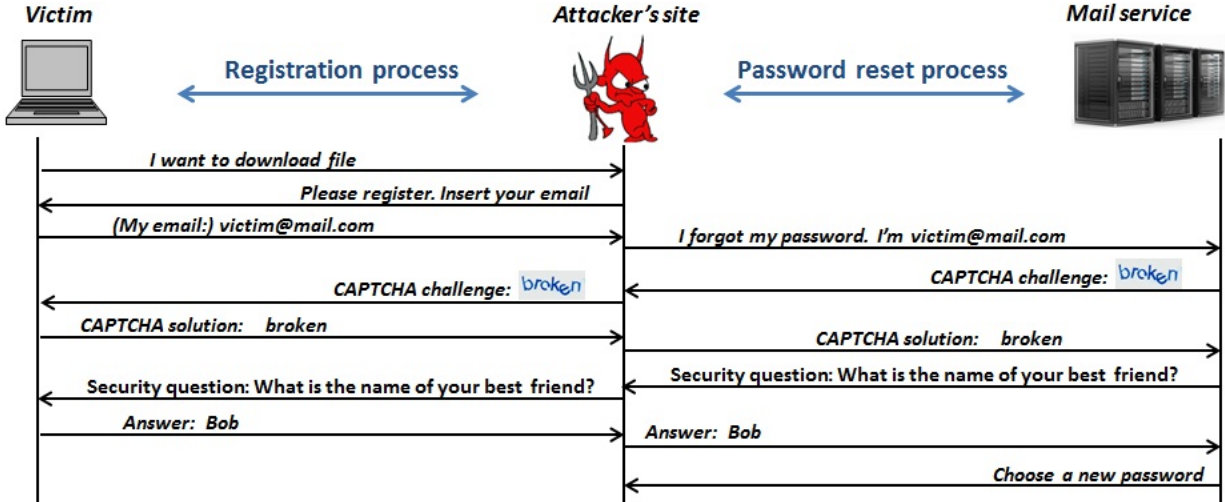 Victim
Attacker's site
Mail service
Registration process
Password reset process
I want to download file
Please register. Insert your email
(My email:) victim@mail.com
I forgot my password. I'm victim@mail.com
CAPTCHA challenge: broken
CAPTCHA challenge: broken
CAPTCHA solution: broken
CAPTCHA solution: broken
Security question: What is the name of your best friend?
Security question: What is the name of your best friend?
Answer: Bob
Answer: Bob
Choose a new password